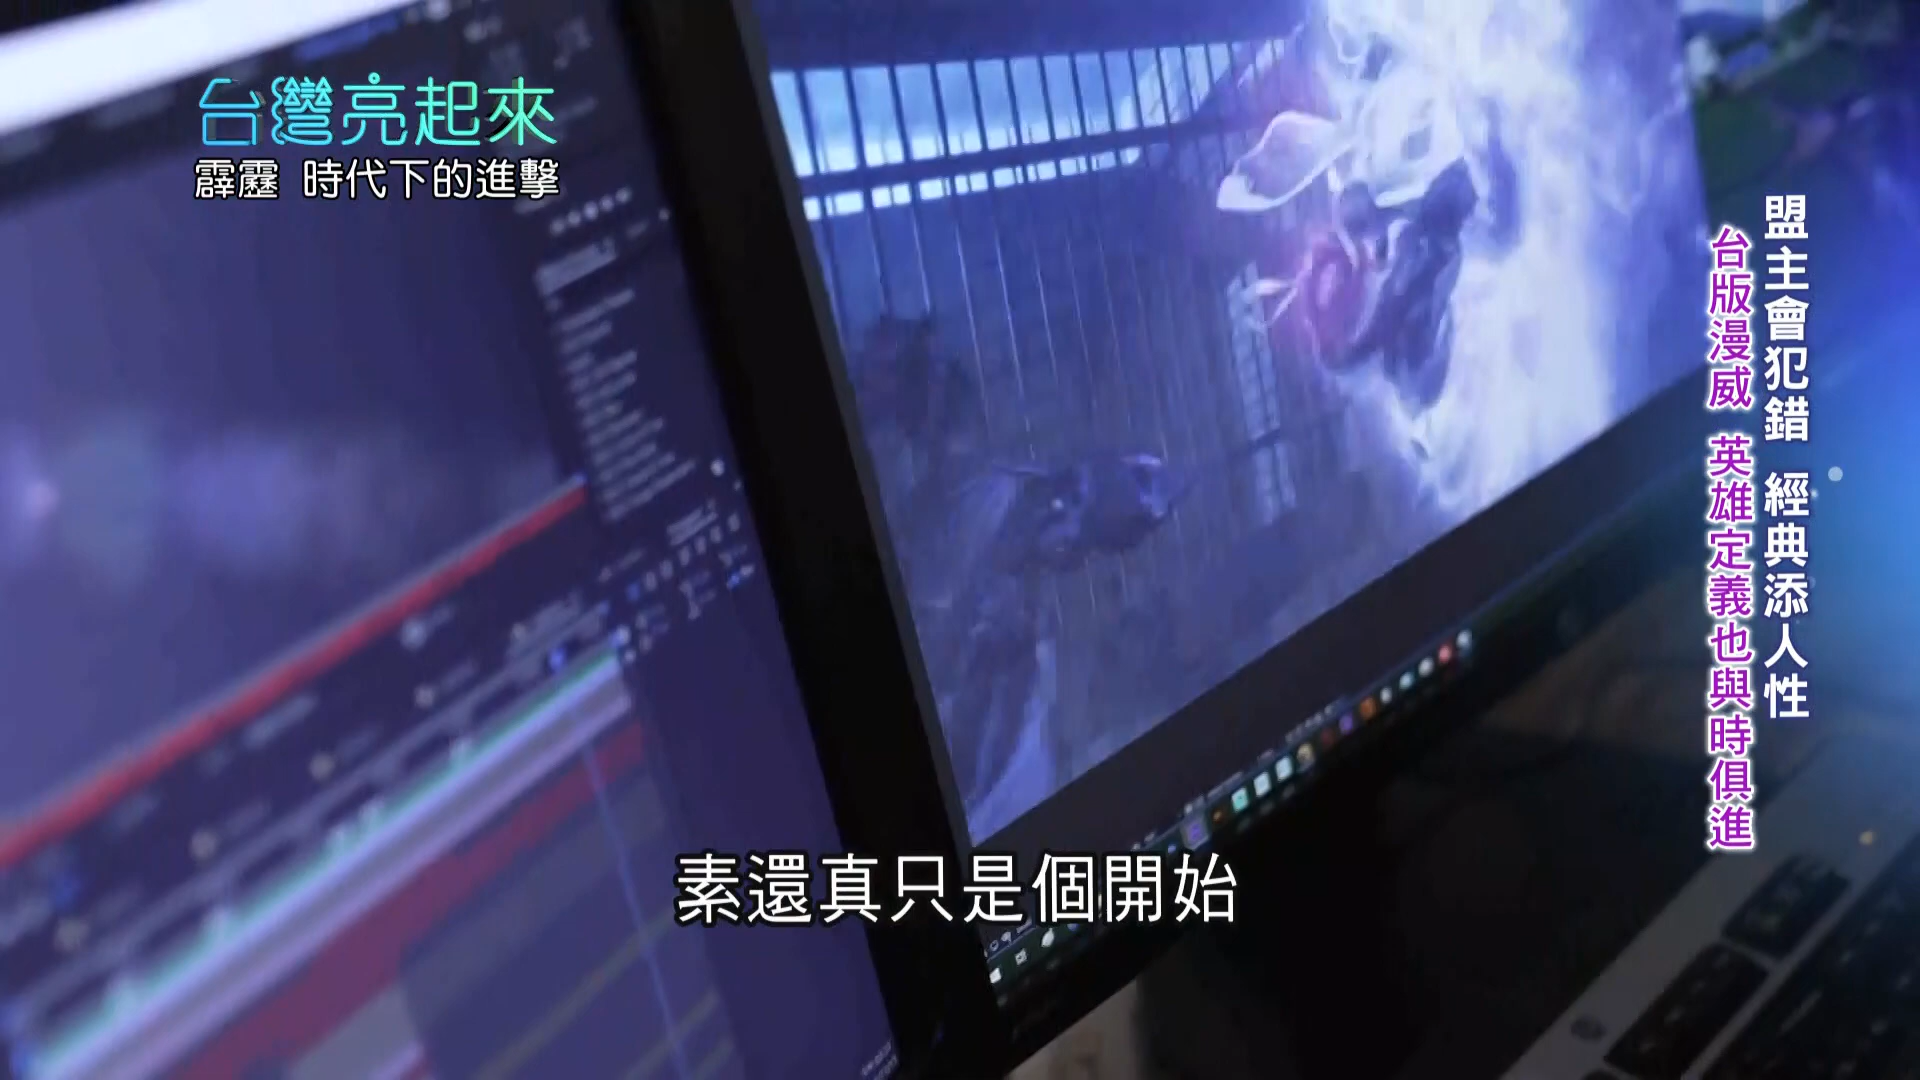 台灣亮起來
霹靂 時代下的進擊
盟主會犯錯 經典添人性
台版漫威 英雄定義也與時俱進
素還真只是個開始